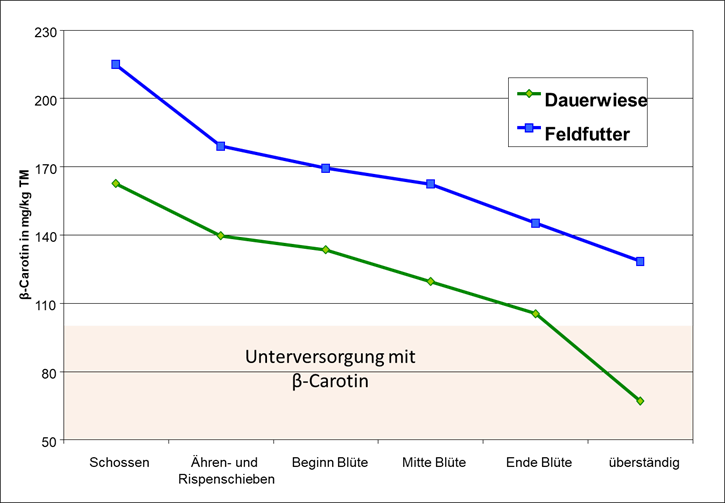 230
200
170
140
110
80
50
β-Carotin in mg/kg TM
Dauerwiese
Feldfutter
Unterversorgung mit
β-Carotin
Schossen
Ähren- und
Rispenschieben
Beginn Blüte
Mitte Blüte
Ende Blüte
überständig